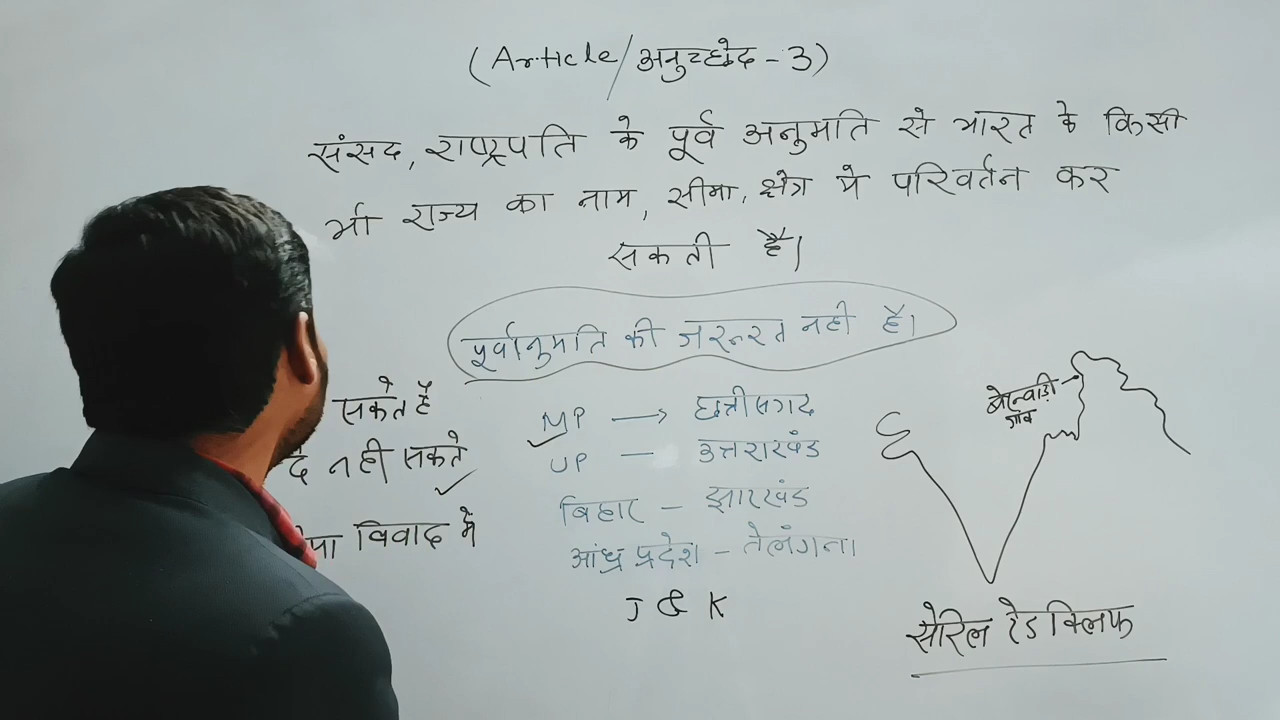 (Article/अनुच्छेद - 3)
संसद, राष्ट्रपति के पूर्व अनुमति से भारत के किसी
भी राज्य का नाम, सीमा, क्षेत्र मे परिवर्तन कर
सकती है।
पूर्वानुमति की जरूरत नही है।
सकते है
नही सकते
विवाद मे
MP → छत्तीसगढ
UP - उत्तराखंड
बिहार - झारखंड
आंध्र प्रदेश - तेलंगना
J & K
गाँव
सेरिल रेडक्लिफ